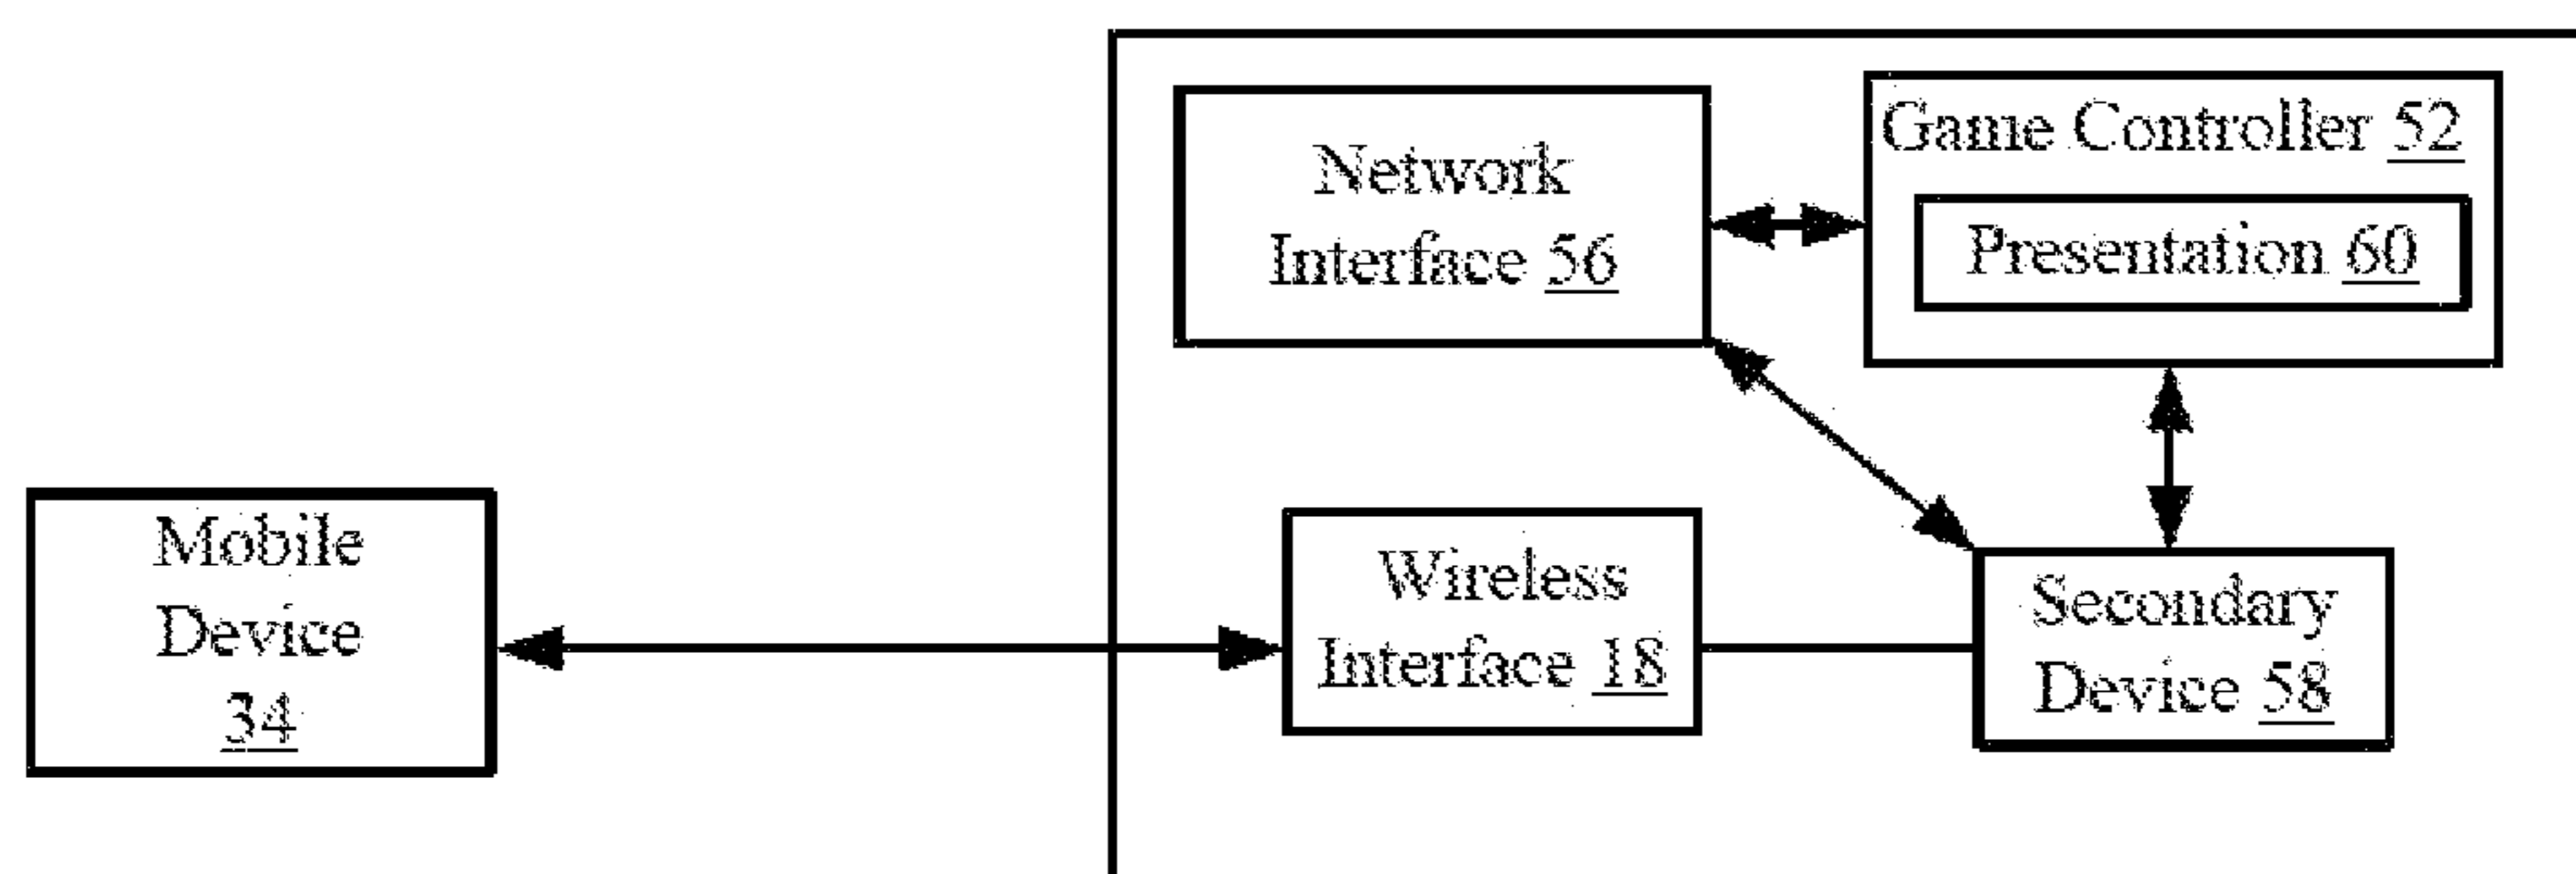 Network
Interface 56
Game Controller 52
Presentation 60
Mobile
Device
34
Wireless
Interface 18
Secondary
Device 58